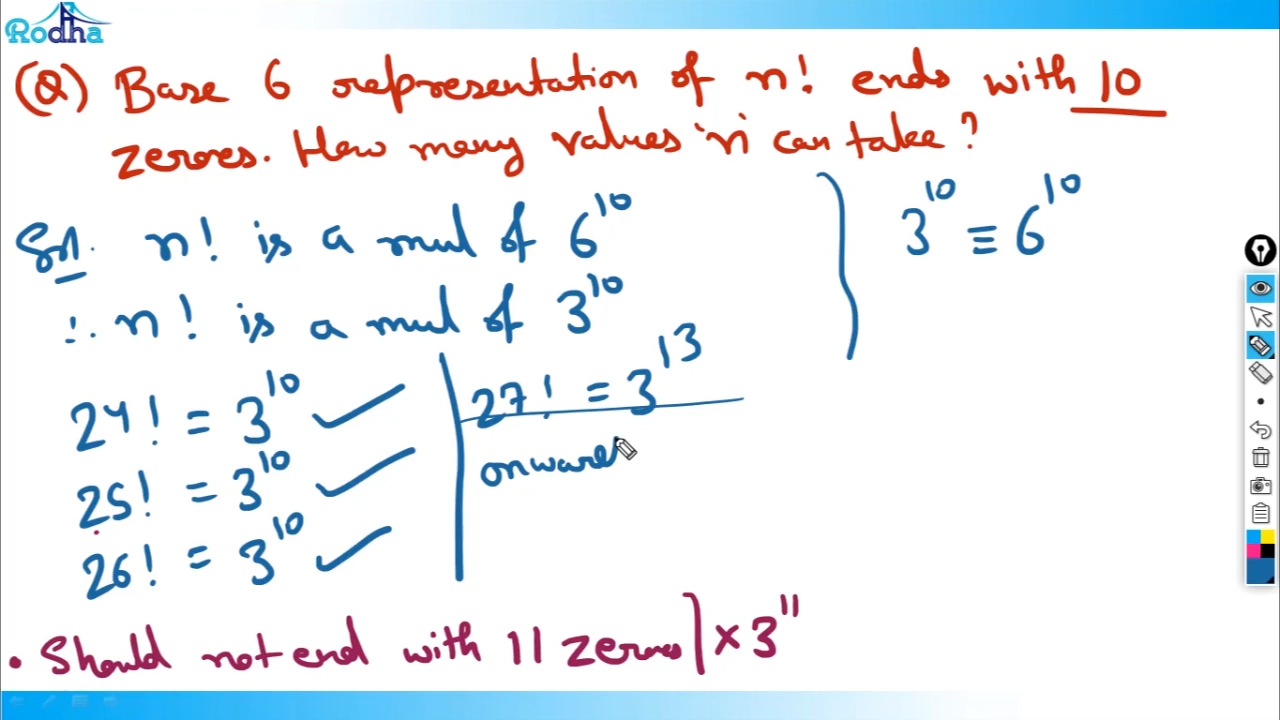 Rodha
(Q) Base 6 representation of n! ends with 10
zeroes. How many values 'n' can take?
Sol. n! is a mul of 6^10
∴ n! is a mul of 3^10
3^10 ≡ 6^10
24! = 3^10 ✓
25! = 3^10 ✓
26! = 3^10 ✓
27! = 3^13
onward
• Should not end with 11 zeroes] × 3^11